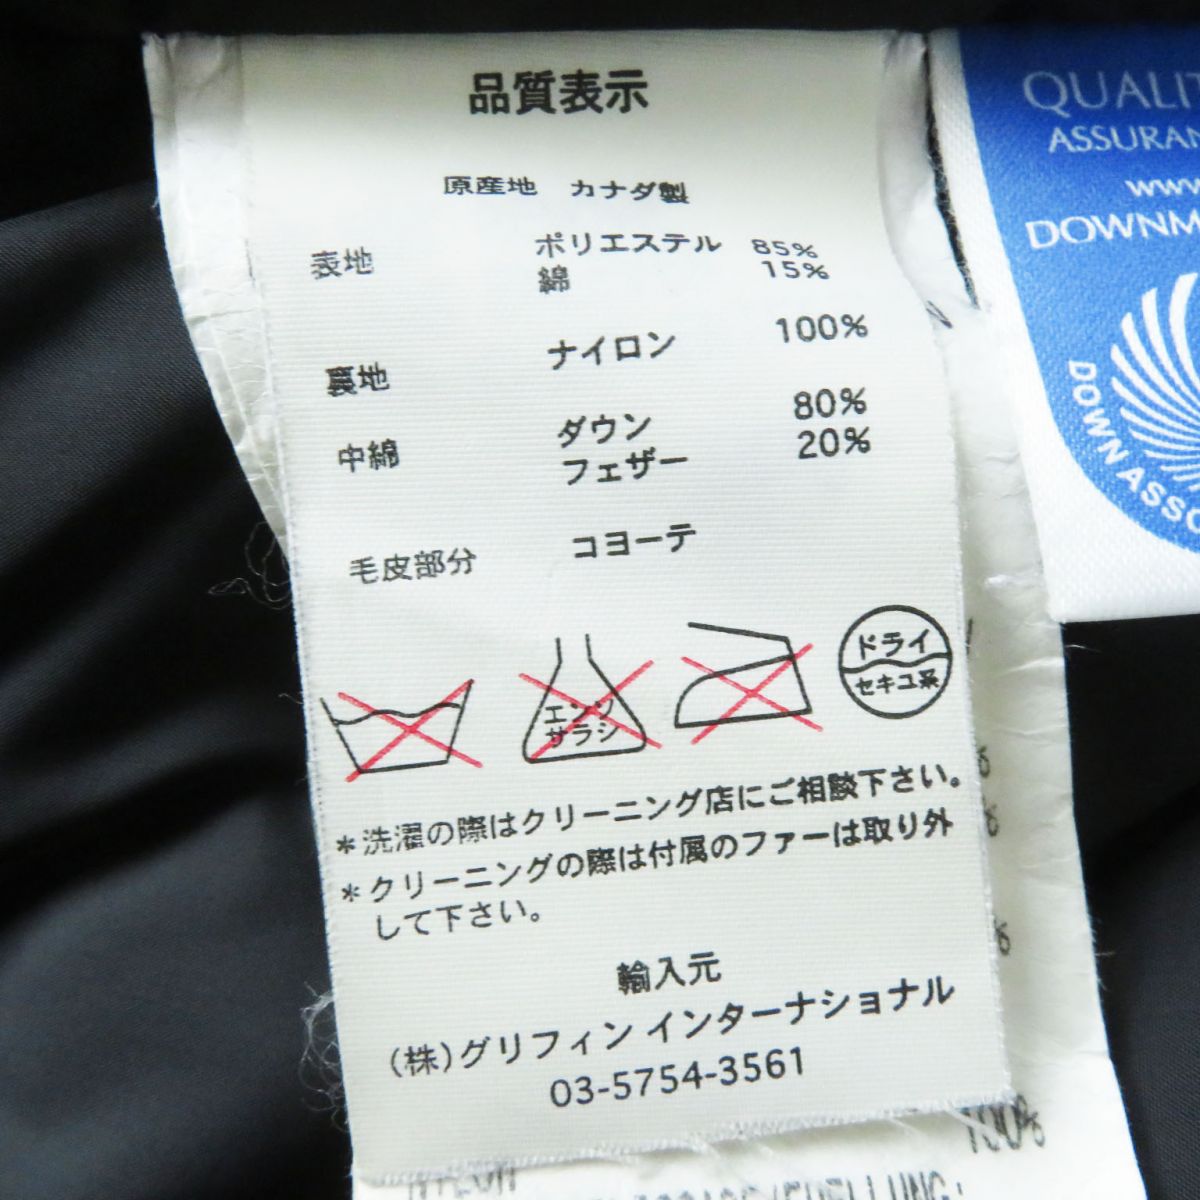 品質表示
原産地 カナダ製
表地 ポリエステル 85%
綿 15%
裏地 ナイロン 100%
中綿 ダウン 80%
フェザー 20%
毛皮部分 コヨーテ
エンソ
サラシ
ドライ
セキユ系
*洗濯の際はクリーニング店にご相談下さい。
*クリーニングの際は付属のファーは取り外
して下さい。
輸入元
(株)グリフィン インターナショナル
03-5754-3561
100%
QUALIT
ASSURAN
www
DOWNM
DOWN ASSO